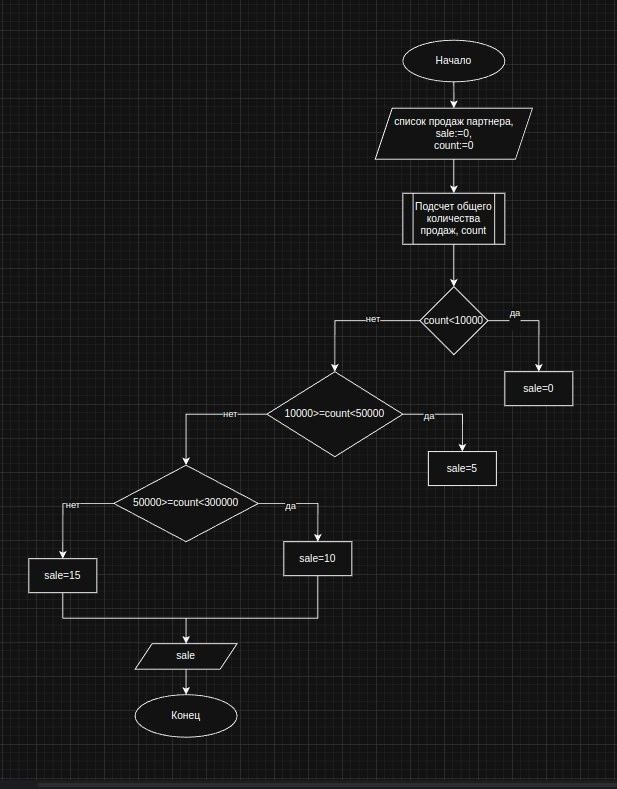 Начало
список продаж партнера,
sale:=0,
count:=0
Подсчет общего
количества
продаж, count
count<10000
нет
да
sale=0
10000>=count<50000
нет
да
sale=5
50000>=count<300000
нет
да
sale=15
sale=10
sale
Конец